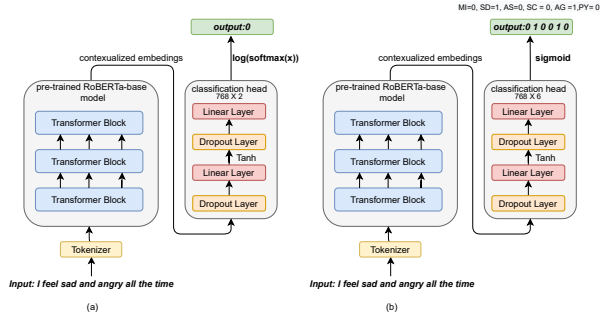 output:0
log(softmax(x))
contexualized embeddings
pre-trained RoBERTa-base
model
Transformer Block
Transformer Block
Transformer Block
classification head
768 X 2
Linear Layer
Dropout Layer
Tanh
Linear Layer
Dropout Layer
Tokenizer
Input: I feel sad and angry all the time
(a)
MI=0, SD=1, AS=0, SC = 0, AG =1,PY= 0
output:0 1 0 0 1 0
sigmoid
contexualized embeddings
pre-trained RoBERTa-base
model
Transformer Block
Transformer Block
Transformer Block
classification head
768 X 6
Linear Layer
Dropout Layer
Tanh
Linear Layer
Dropout Layer
Tokenizer
Input: I feel sad and angry all the time
(b)